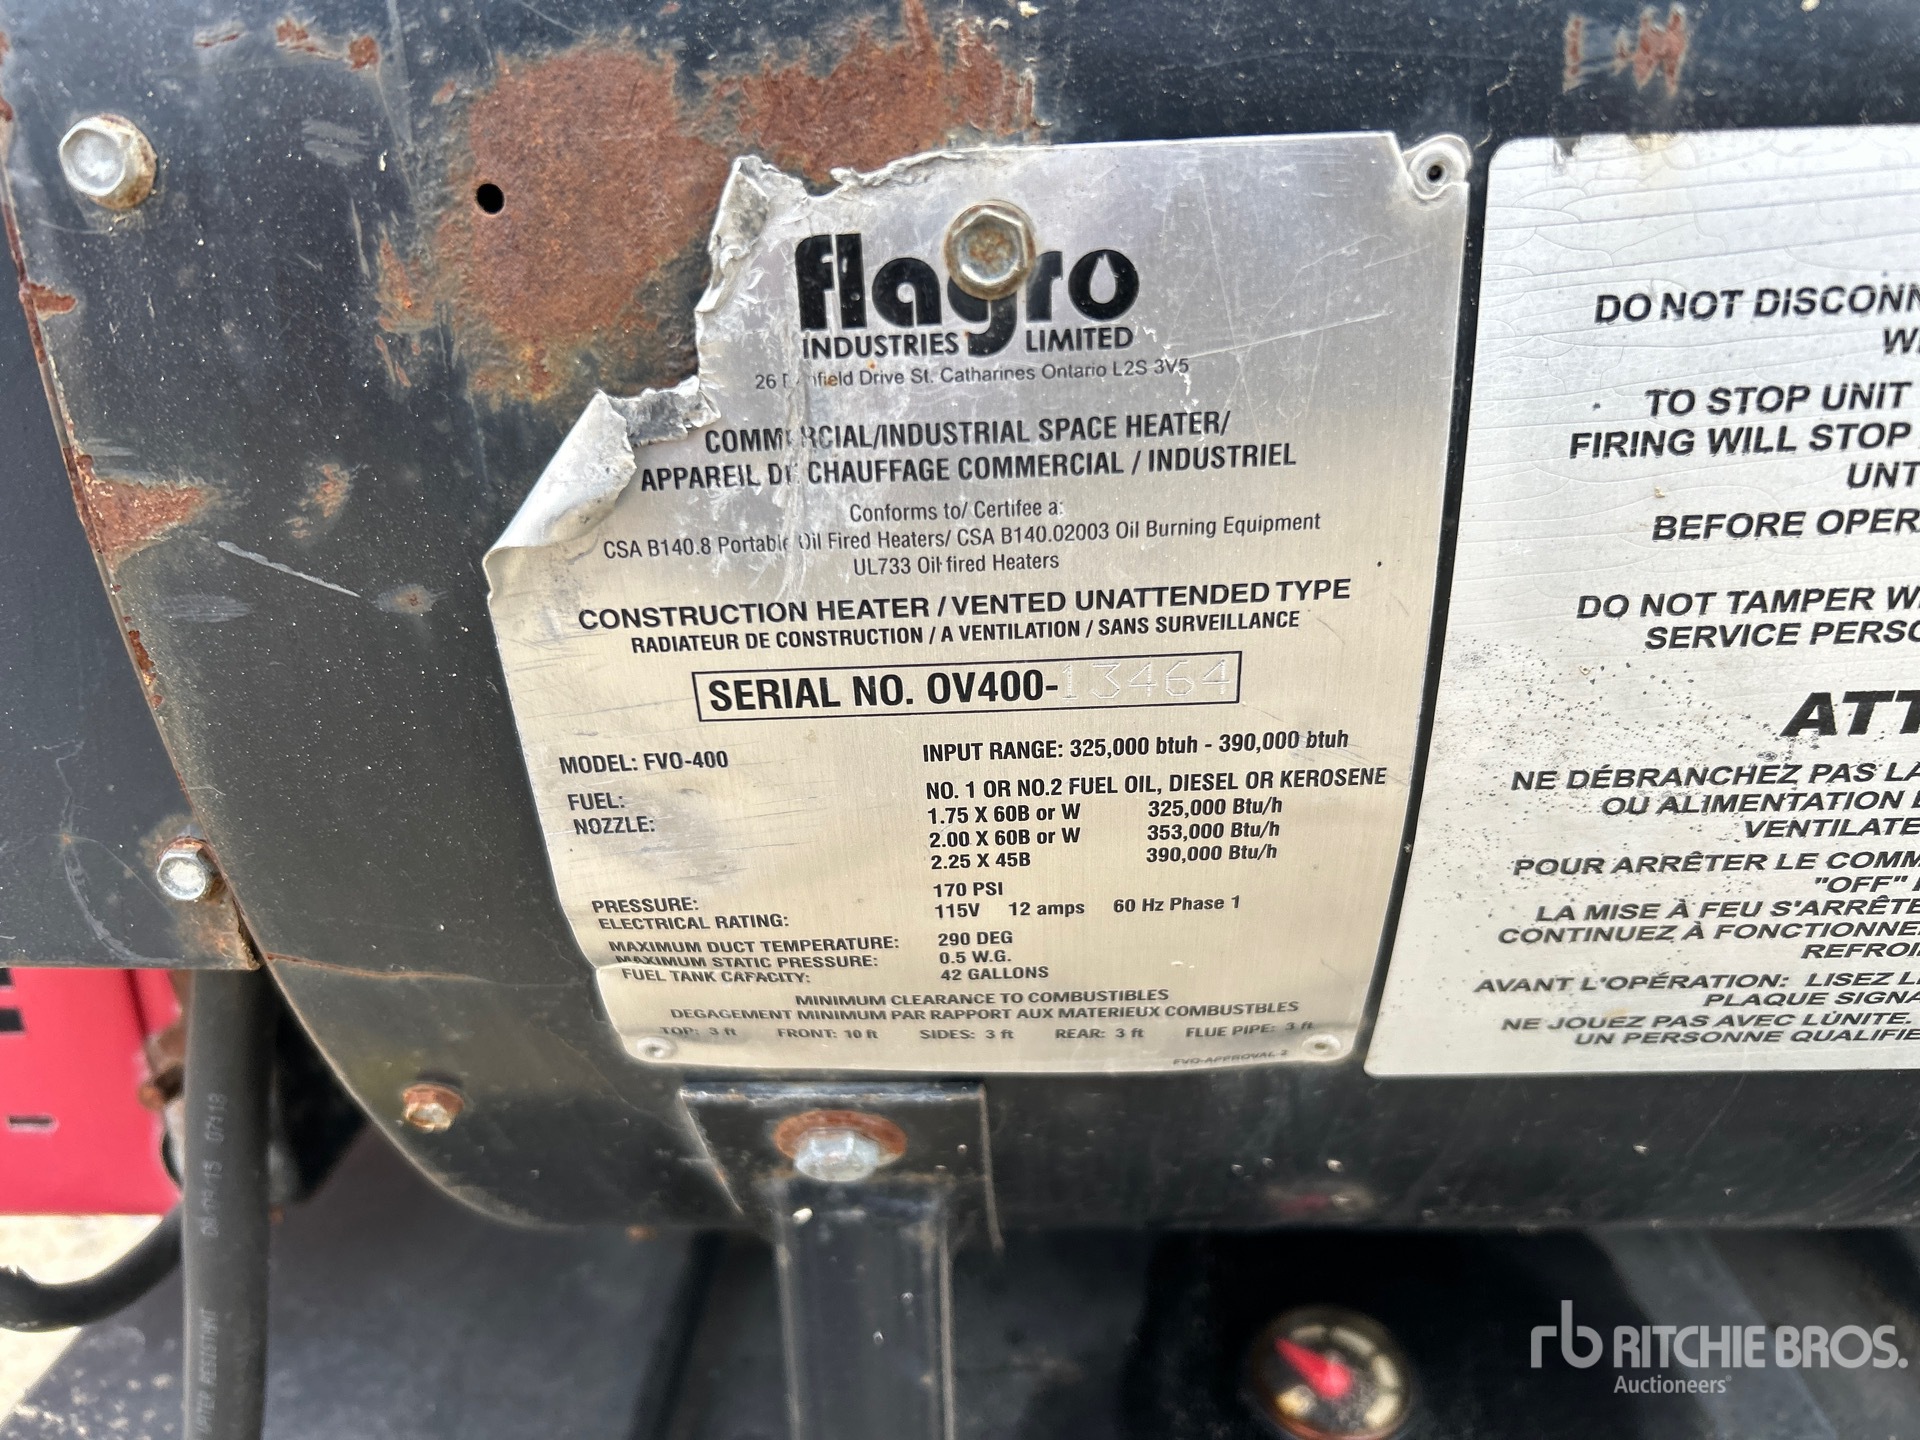 flagro
INDUSTRIES LIMITED
26 field Drive St. Catharines Ontario L2S 3V5
COMMERCIAL/INDUSTRIAL SPACE HEATER/
APPAREIL DE CHAUFFAGE COMMERCIAL / INDUSTRIEL
Conforms to/ Certifee a:
CSA B140.8 Portable Oil Fired Heaters/ CSA B140.02003 Oil Burning Equipment
UL733 Oil fired Heaters
CONSTRUCTION HEATER / VENTED UNATTENDED TYPE
RADIATEUR DE CONSTRUCTION / A VENTILATION / SANS SURVEILLANCE
SERIAL NO. OV400-13464
MODEL: FVO-400 INPUT RANGE: 325,000 btuh - 390,000 btuh
FUEL: NO. 1 OR NO.2 FUEL OIL, DIESEL OR KEROSENE
NOZZLE: 1.75 X 60B or W 325,000 Btu/h
2.00 X 60B or W 353,000 Btu/h
2.25 X 45B 390,000 Btu/h
PRESSURE: 170 PSI
ELECTRICAL RATING: 115V 12 amps 60 Hz Phase 1
MAXIMUM DUCT TEMPERATURE: 290 DEG
MAXIMUM STATIC PRESSURE: 0.5 W.G.
FUEL TANK CAPACITY: 42 GALLONS
MINIMUM CLEARANCE TO COMBUSTIBLES
DEGAGEMENT MINIMUM PAR RAPPORT AUX MATERIEUX COMBUSTBLES
TOP: 3 ft FRONT: 10 ft SIDES: 3 ft REAR: 3 ft FLUE PIPE: 3 ft
FVO-APPROVAL-2
DO NOT DISCONN
WI
TO STOP UNIT
FIRING WILL STOP
UNT
BEFORE OPER
DO NOT TAMPER W
SERVICE PERSO
ATT
NE DÉBRANCHEZ PAS LA
OU ALIMENTATION E
VENTILATE
POUR ARRÊTER LE COMM
"OFF"
LA MISE À FEU S'ARRÊTE
CONTINUEZ À FONCTIONNE
REFROI
AVANT L'OPÉRATION: LISEZ L
PLAQUE SIGNA
NE JOUEZ PAS AVEC LÙNITE.
UN PERSONNE QUALIFIE
07118
RESISTANT
rb RITCHIE BROS.
Auctioneers